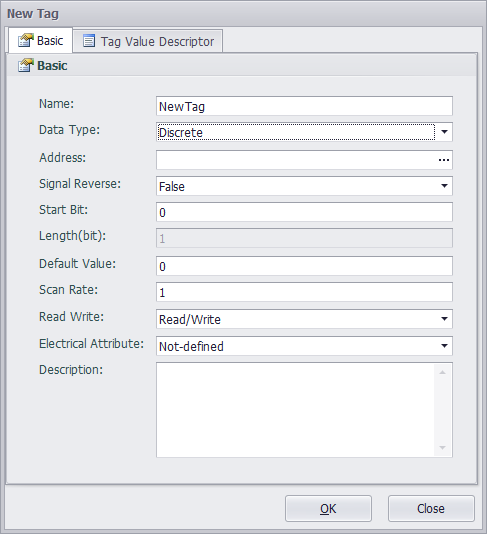 New Tag
Basic Tag Value Descriptor
Basic
Name: NewTag
Data Type: Discrete
Address: ...
Signal Reverse: False
Start Bit: 0
Length(bit): 1
Default Value: 0
Scan Rate: 1
Read Write: Read/Write
Electrical Attribute: Not-defined
Description:
OK Close